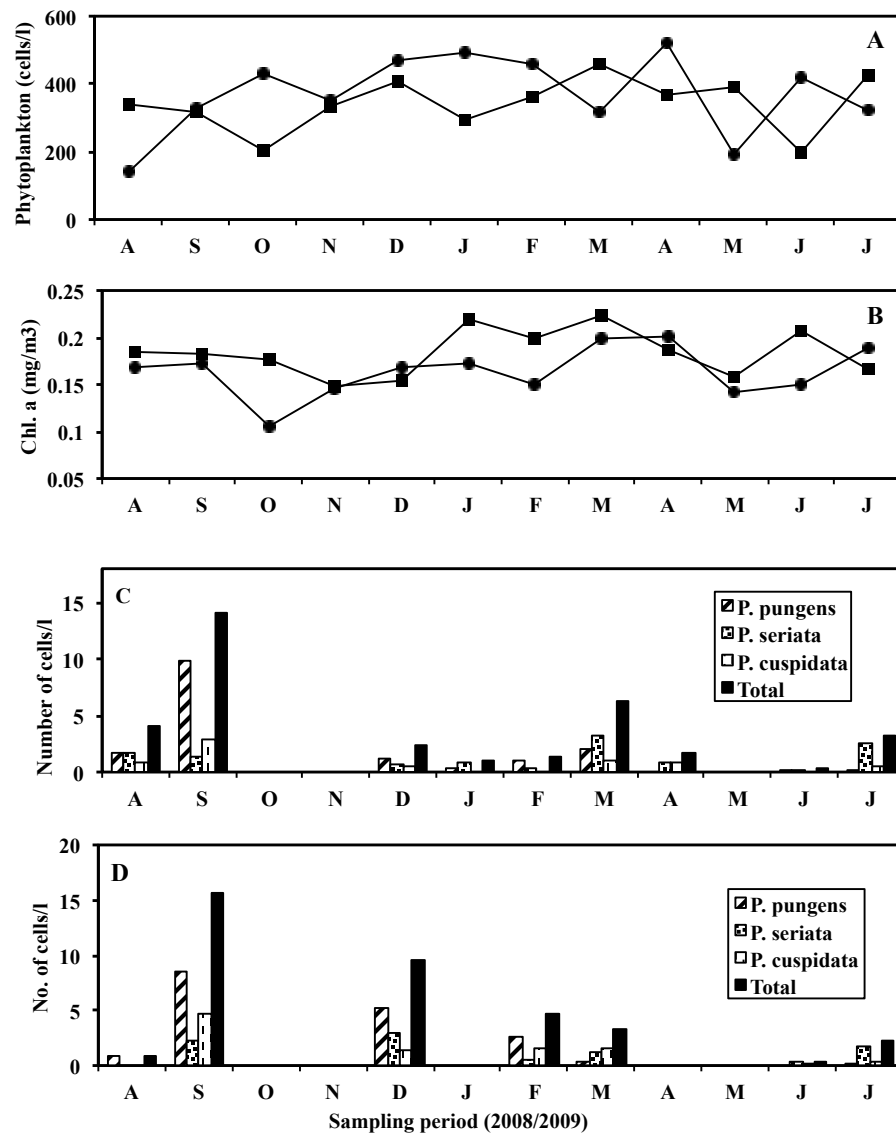 600
400
200
0
Phytoplankton (cells/l)
A
A S O N D J F M A M J J
0.25
0.2
0.15
0.1
0.05
Chl. a (mg/m3)
B
A S O N D J F M A M J J
C
15
10
5
0
Number of cells/l
P. pungens
P. seriata
P. cuspidata
Total
A S O N D J F M A M J J
D
20
15
10
5
0
No. of cells/l
P. pungens
P. seriata
P. cuspidata
Total
A S O N D J F M A M J J
Sampling period (2008/2009)